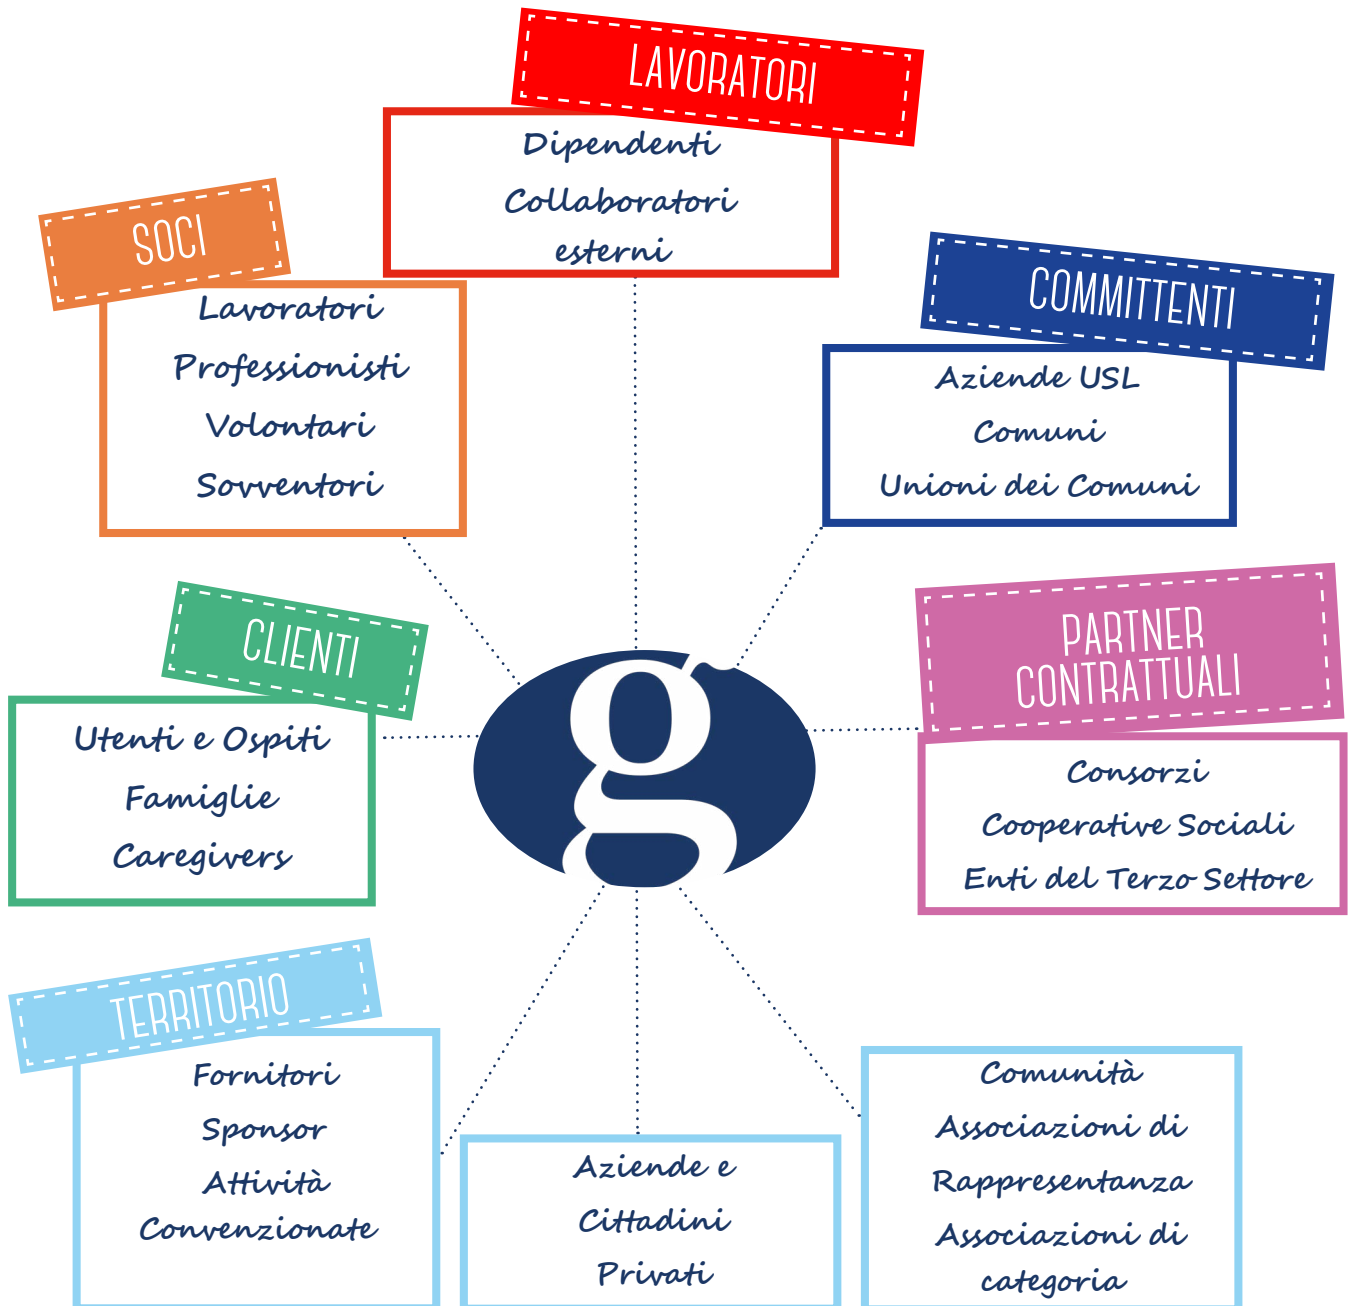 LAVORATORI
Dipendenti
Collaboratori
esterni
SOCI
Lavoratori
Professionisti
Volontari
Sovventori
COMMITTENTI
Aziende USL
Comuni
Unioni dei Comuni
CLIENTI
Utenti e Ospiti
Famiglie
Caregivers
g
PARTNER
CONTRATTUALI
Consorzi
Cooperative Sociali
Enti del Terzo Settore
TERRITORIO
Fornitori
Sponsor
Attività
Convenzionate
Aziende e
Cittadini
Privati
Comunità
Associazioni di
Rappresentanza
Associazioni di
categoria